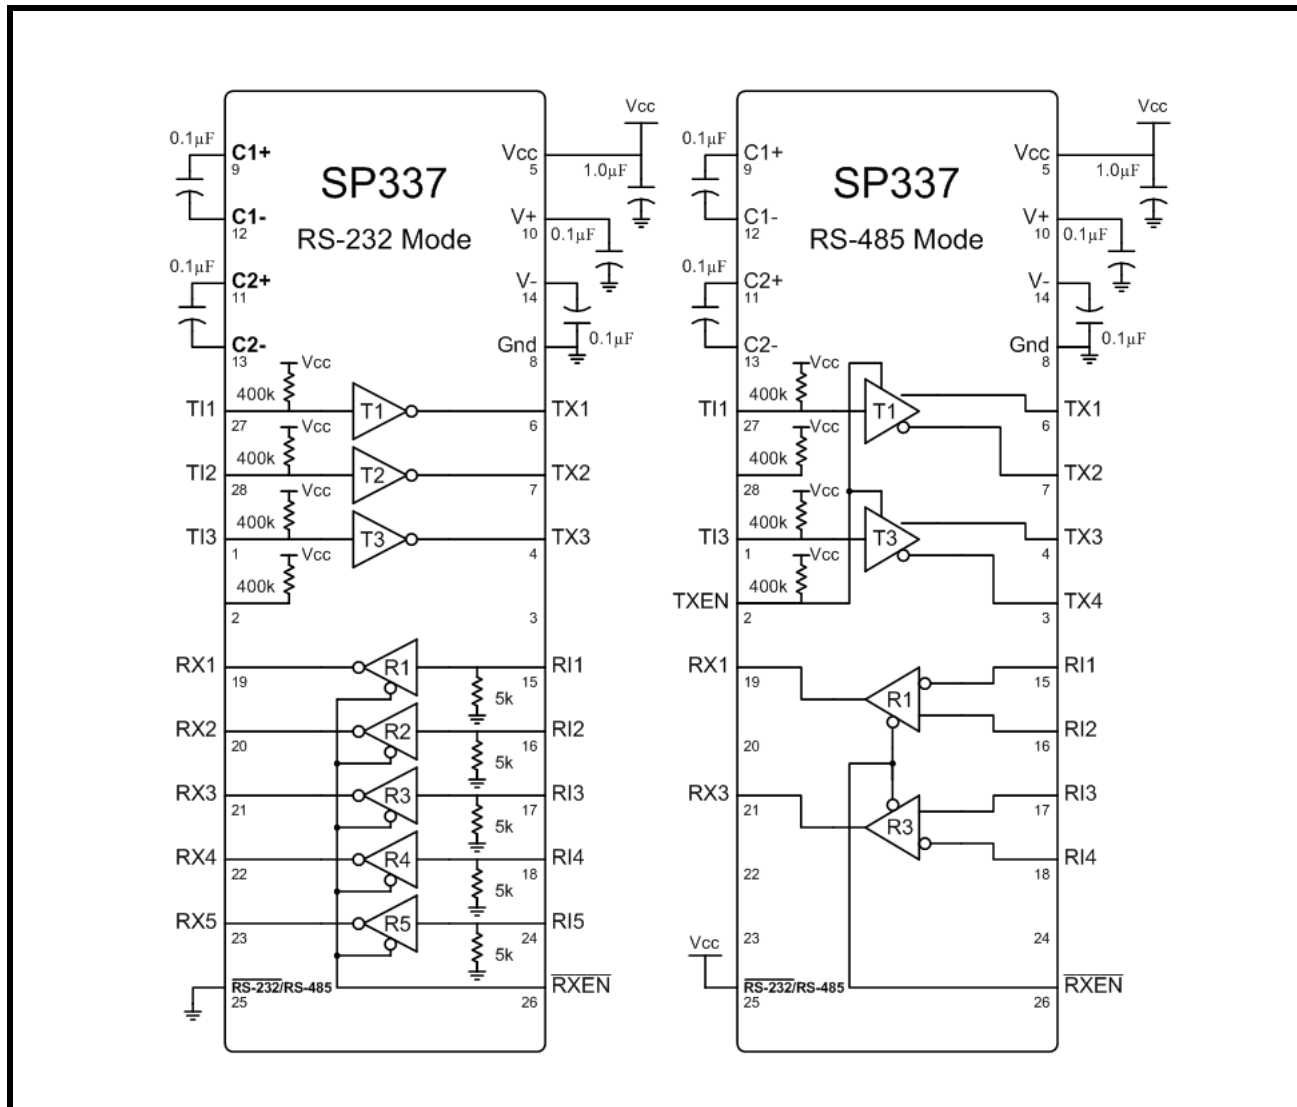 SP337
RS-232 Mode
0.1µF
C1+
9
C1-
12
0.1µF
C2+
11
C2-
13
Vcc
Vcc
5
1.0µF
V+
10
0.1µF
V-
14
0.1µF
Gnd
8
Vcc
400k
TI1
27
T1
TX1
6
Vcc
400k
TI2
28
T2
TX2
7
Vcc
400k
TI3
1
T3
TX3
4
Vcc
400k
2
3
RX1
19
R1
RI1
15
5k
RX2
20
R2
RI2
16
5k
RX3
21
R3
RI3
17
5k
RX4
22
R4
RI4
18
5k
RX5
23
R5
RI5
24
5k
RS-232/RS-485
25
RXEN
26
SP337
RS-485 Mode
0.1µF
C1+
9
C1-
12
0.1µF
C2+
11
C2-
13
Vcc
Vcc
5
1.0µF
V+
10
0.1µF
V-
14
0.1µF
Gnd
8
Vcc
400k
TI1
27
T1
TX1
6
Vcc
400k
28
TX2
7
Vcc
400k
TI3
1
T3
TX3
4
Vcc
400k
TXEN
2
TX4
3
RX1
19
R1
RI1
15
20
RI2
16
RX3
21
R3
RI3
17
22
RI4
18
23
24
Vcc
RS-232/RS-485
25
RXEN
26